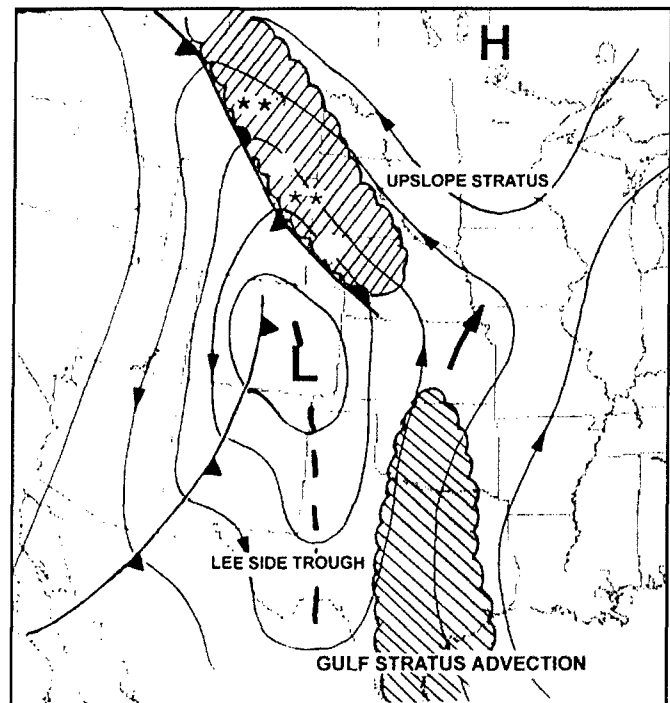 H
UPSLOPE STRATUS
L
LEE SIDE TROUGH
GULF STRATUS ADVECTION